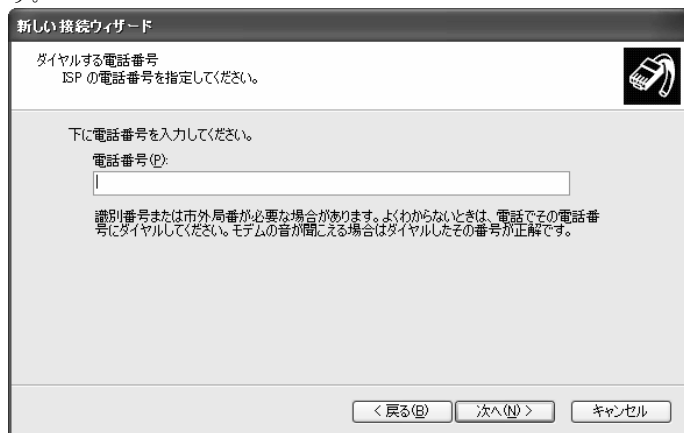 す。
新しい接続ウィザード
ダイヤルする電話番号
ISP の電話番号を指定してください。
下に電話番号を入力してください。
電話番号(P):
識別番号または市外局番が必要な場合があります。よくわからないときは、電話でその電話番
号にダイヤルしてください。モデムの音が聞こえる場合はダイヤルしたその番号が正解です。
< 戻る(B)
次へ(N) >
キャンセル